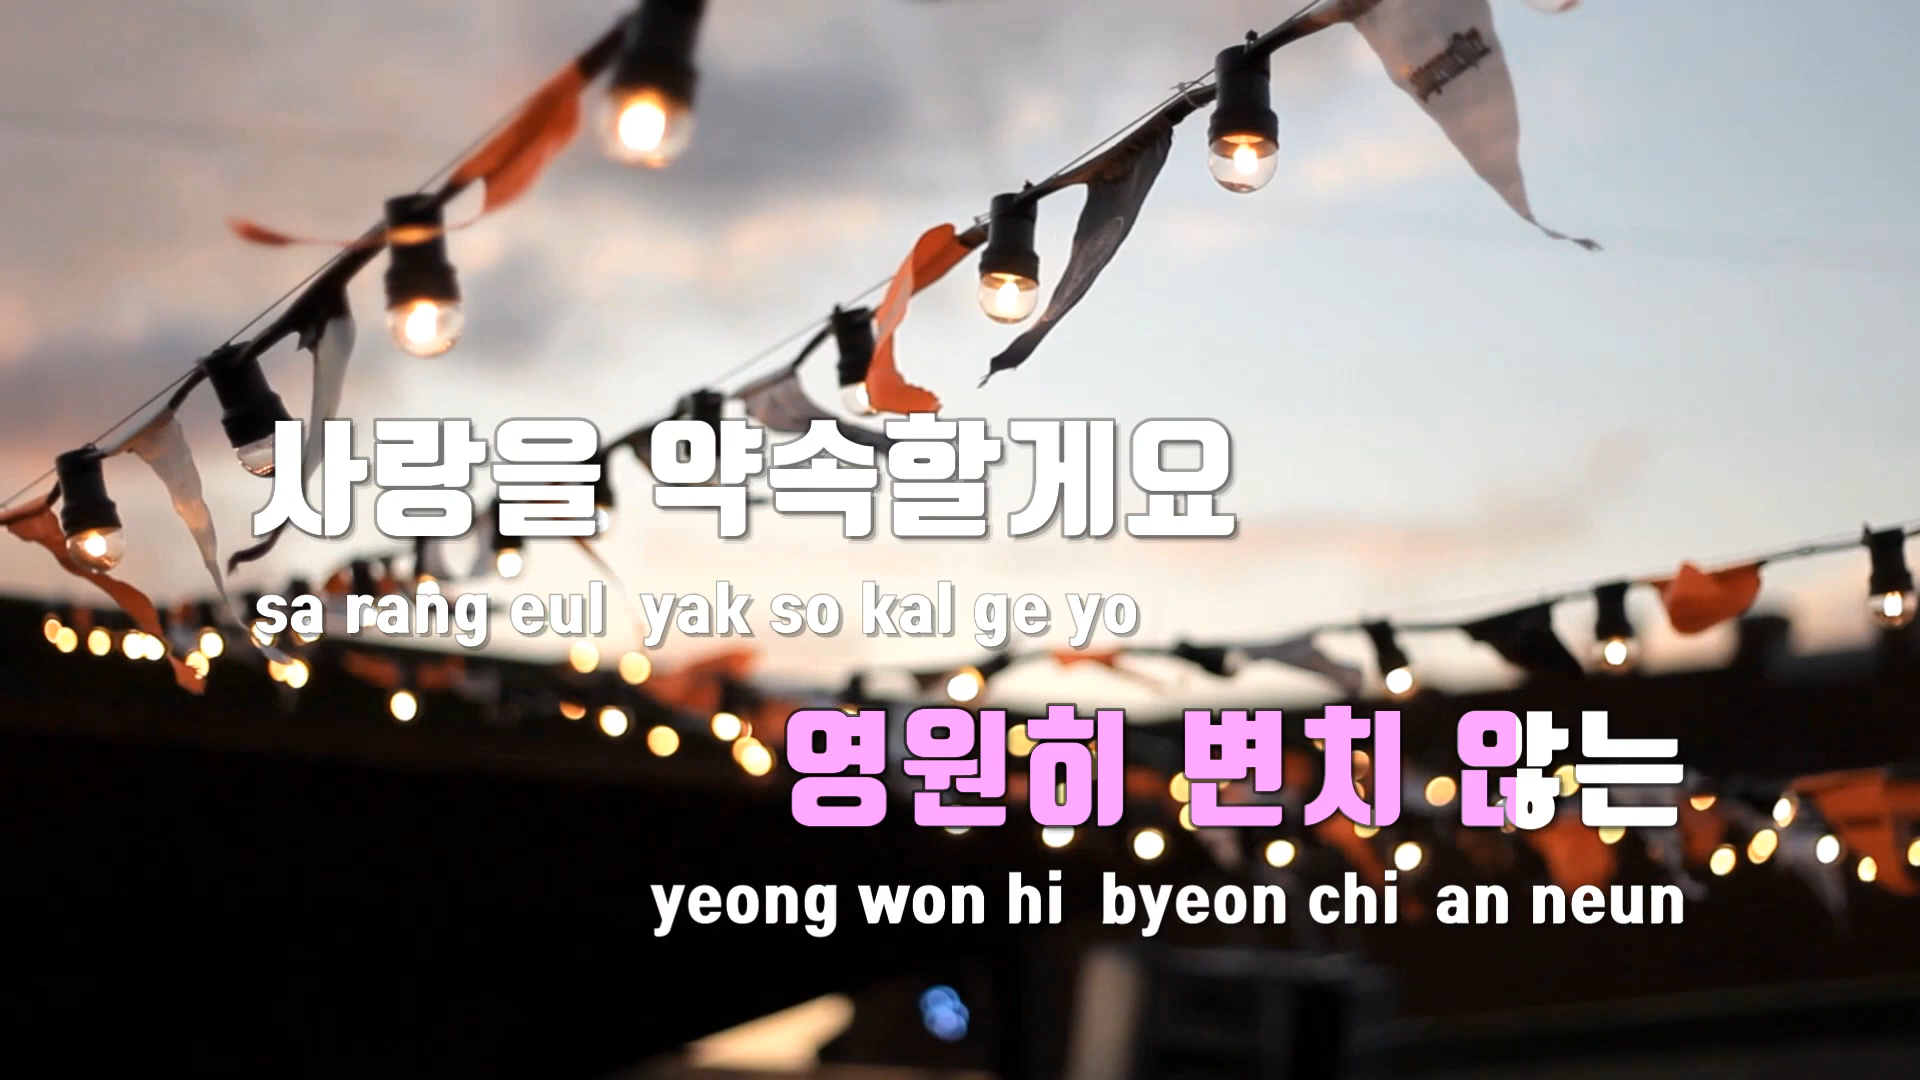 사랑을 약속할게요
sa rang eul yak so kal ge yo
영원히 변치 않는
yeong won hi byeon chi an neun